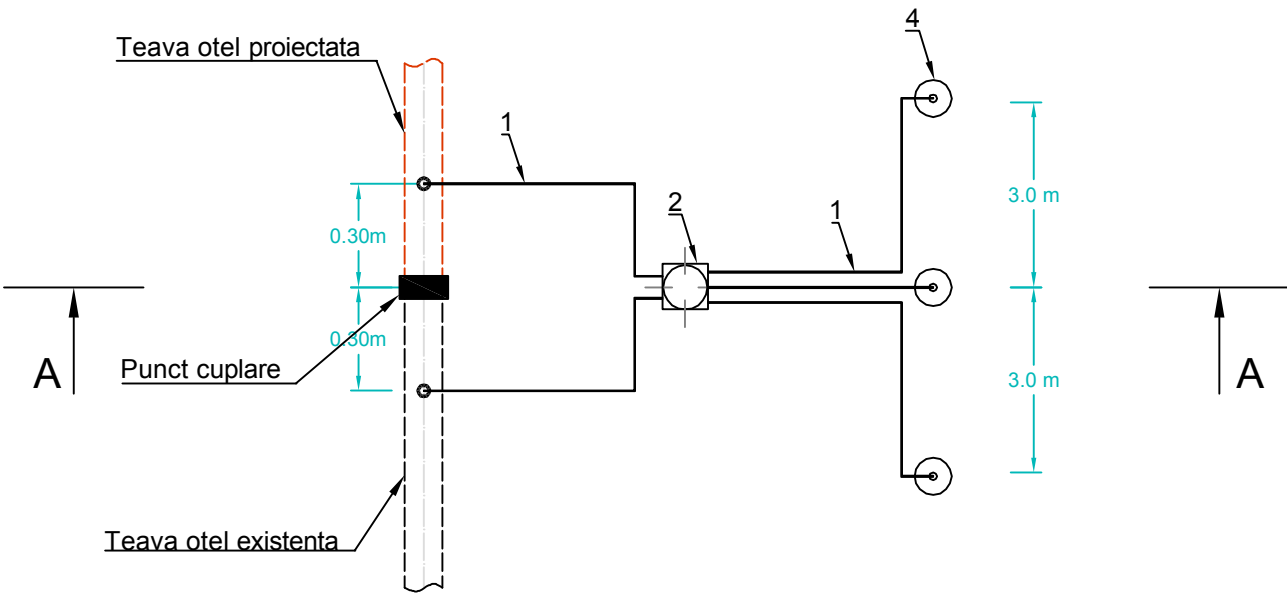 4
Teava otel proiectata
1
3.0 m
2
1
0.30m
0.30m
A
Punct cuplare
3.0 m
A
Teava otel existenta